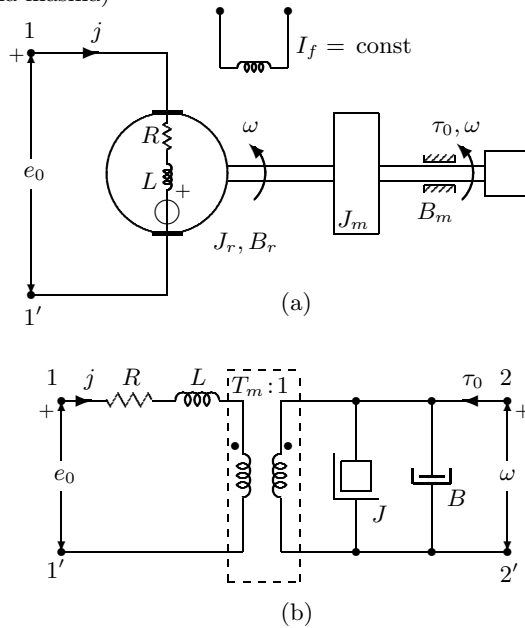 1
+
j
I_f = const
R
ω
τ_0, ω
e_0
L
+
J_m
B_m
J_r, B_r
1′
(a)
1
j
R
L
T_m : 1
τ_0
2
+
+
e_0
ω
J
B
1′
2′
(b)